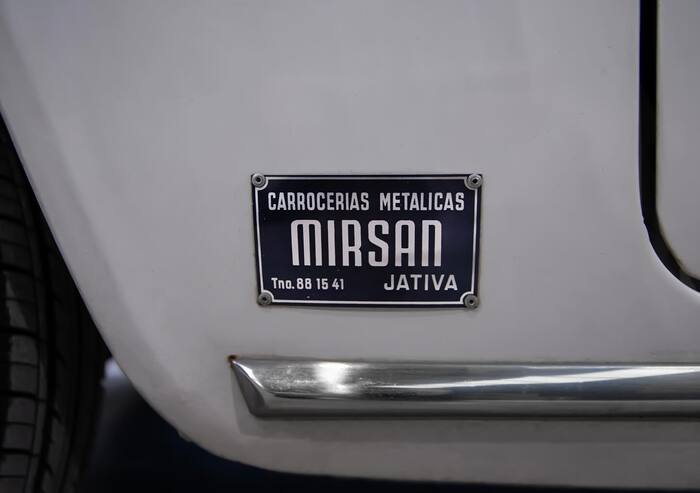 CARROCERIAS METALICAS
MIRSAN
Tno. 88 15 41 JATIVA